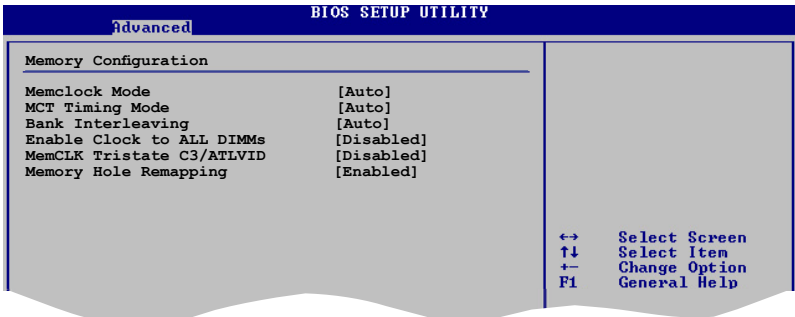 BIOS SETUP UTILITY
Advanced
Memory Configuration
Memclock Mode [Auto]
MCT Timing Mode [Auto]
Bank Interleaving [Auto]
Enable Clock to ALL DIMMs [Disabled]
MemCLK Tristate C3/ATLVID [Disabled]
Memory Hole Remapping [Enabled]
←→ Select Screen
↑↓ Select Item
+- Change Option
F1 General Help